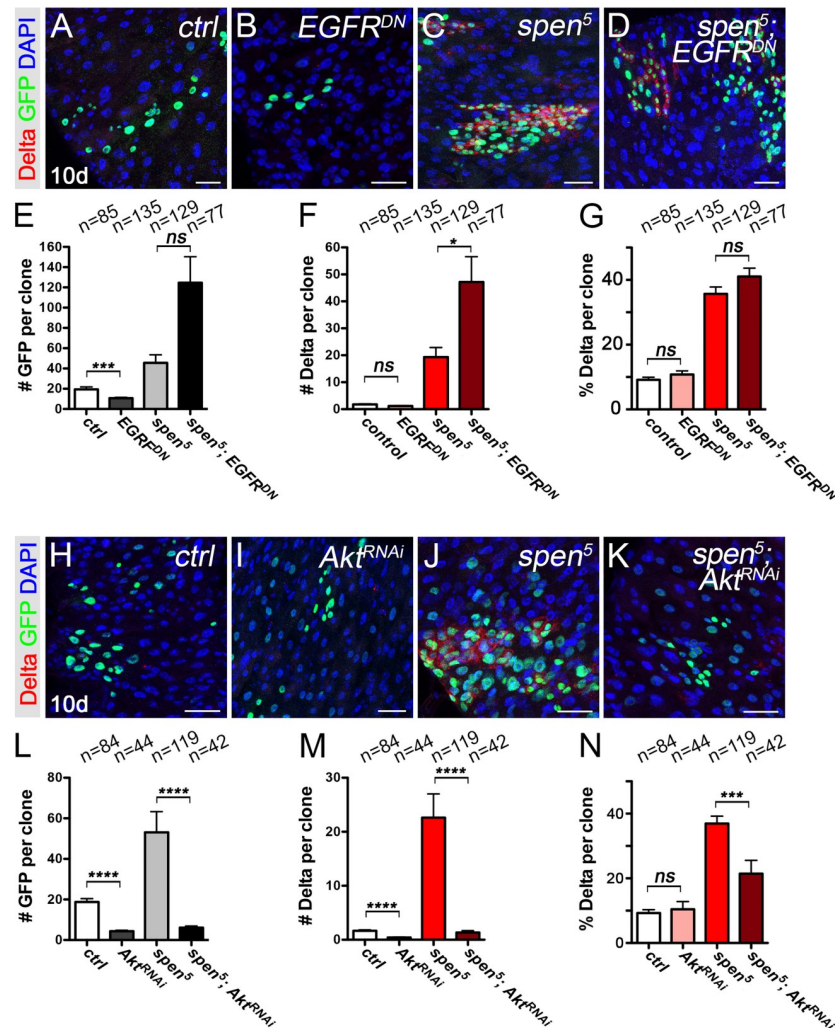 Delta GFP DAPI
A ctrl
10d
B EGFR^DN
C spen^5
D spen^5;
EGFR^DN
E
n=85 n=135 n=129 n=77
ns
***
# GFP per clone
160
140
120
100
80
60
40
20
0
ctrl
EGRF^DN
spen^5
spen^5; EGFR^DN
F
n=85 n=135 n=129 n=77
*
ns
# Delta per clone
60
50
40
30
20
10
0
control
EGRF^DN
spen^5
spen^5; EGFR^DN
G
n=85 n=135 n=129 n=77
ns
ns
% Delta per clone
40
20
0
control
EGRF^DN
spen^5
spen^5; EGFR^DN
Delta GFP DAPI
H ctrl
10d
I Akt^RNAi
J spen^5
K spen^5;
Akt^RNAi
L
n=84 n=44 n=119 n=42
****
****
# GFP per clone
80
60
40
20
0
ctrl
Akt^RNAi
spen^5
spen^5; Akt^RNAi
M
n=84 n=44 n=119 n=42
****
****
# Delta per clone
30
20
10
0
ctrl
Akt^RNAi
spen^5
spen^5; Akt^RNAi
N
n=84 n=44 n=119 n=42
***
ns
% Delta per clone
40
20
0
ctrl
Akt^RNAi
spen^5
spen^5; Akt^RNAi